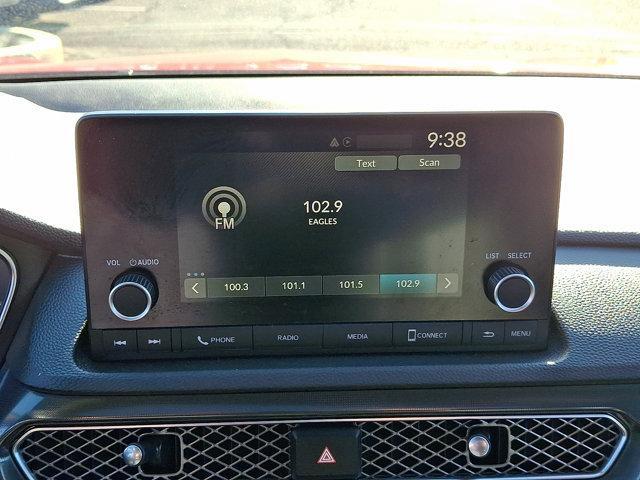 9:38
Text Scan
102.9
FM EAGLES
LIST SELECT
VOL AUDIO
100.3 101.1 101.5 102.9
PHONE RADIO MEDIA CONNECT MENU